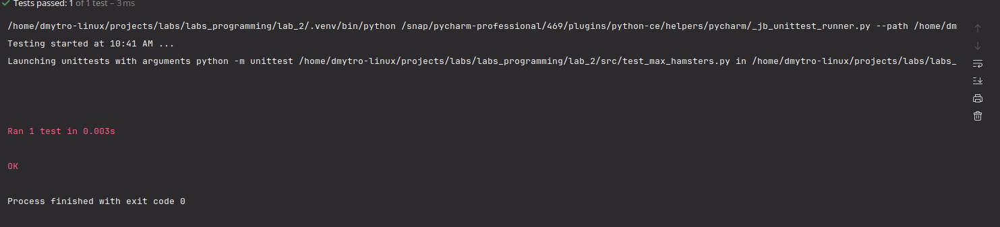 Tests passed: 1 of 1 test – 3 ms
/home/dmytro-linux/projects/labs/labs_programming/lab_2/.venv/bin/python /snap/pycharm-professional/469/plugins/python-ce/helpers/pycharm/_jb_unittest_runner.py --path /home/dm
Testing started at 10:41 AM ...
Launching unittests with arguments python -m unittest /home/dmytro-linux/projects/labs/labs_programming/lab_2/src/test_max_hamsters.py in /home/dmytro-linux/projects/labs/labs_
Ran 1 test in 0.003s
OK
Process finished with exit code 0